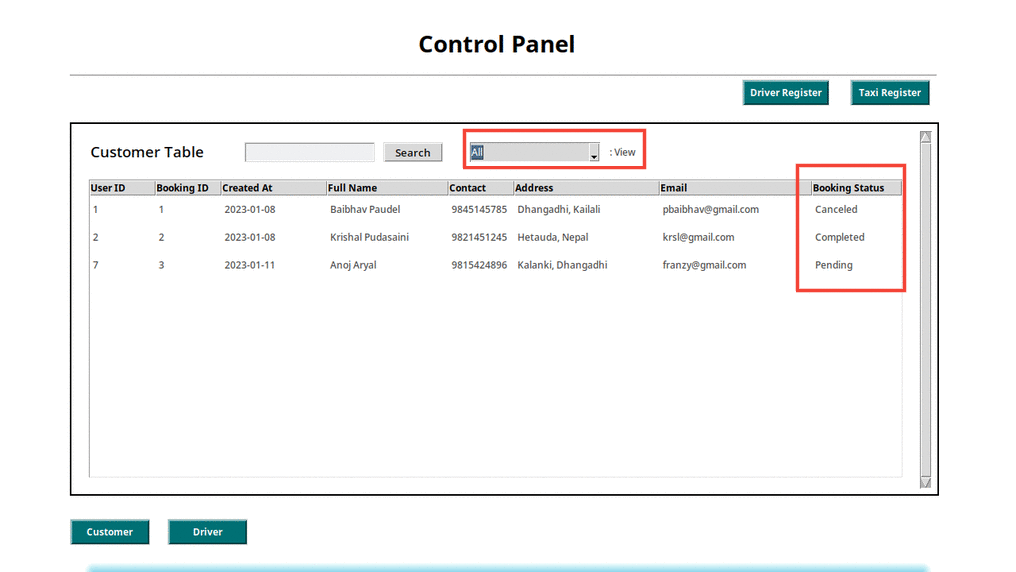 Control Panel
Driver Register Taxi Register
Customer Table Search All : View
User ID Booking ID Created At Full Name Contact Address Email Booking Status
1 1 2023-01-08 Baibhav Paudel 9845145785 Dhangadhi, Kailali pbaibhav@gmail.com Canceled
2 2 2023-01-08 Krishal Pudasaini 9821451245 Hetauda, Nepal krsl@gmail.com Completed
7 3 2023-01-11 Anoj Aryal 9815424896 Kalanki, Dhangadhi franzy@gmail.com Pending
Customer Driver